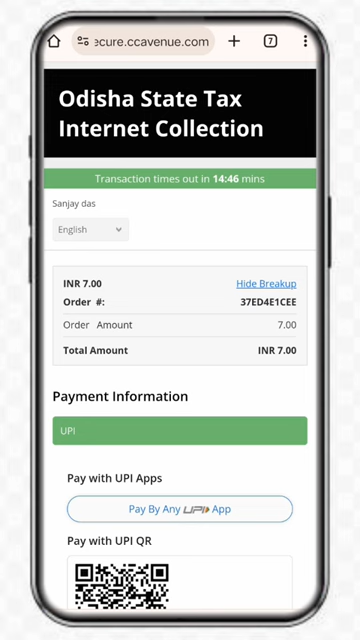 ecure.ccavenue.com
7
Odisha State Tax
Internet Collection
Transaction times out in 14:46 mins
Sanjay das
English
INR 7.00 Hide Breakup
Order #: 37ED4E1CEE
Order Amount 7.00
Total Amount INR 7.00
Payment Information
UPI
Pay with UPI Apps
Pay By Any UPI App
Pay with UPI QR